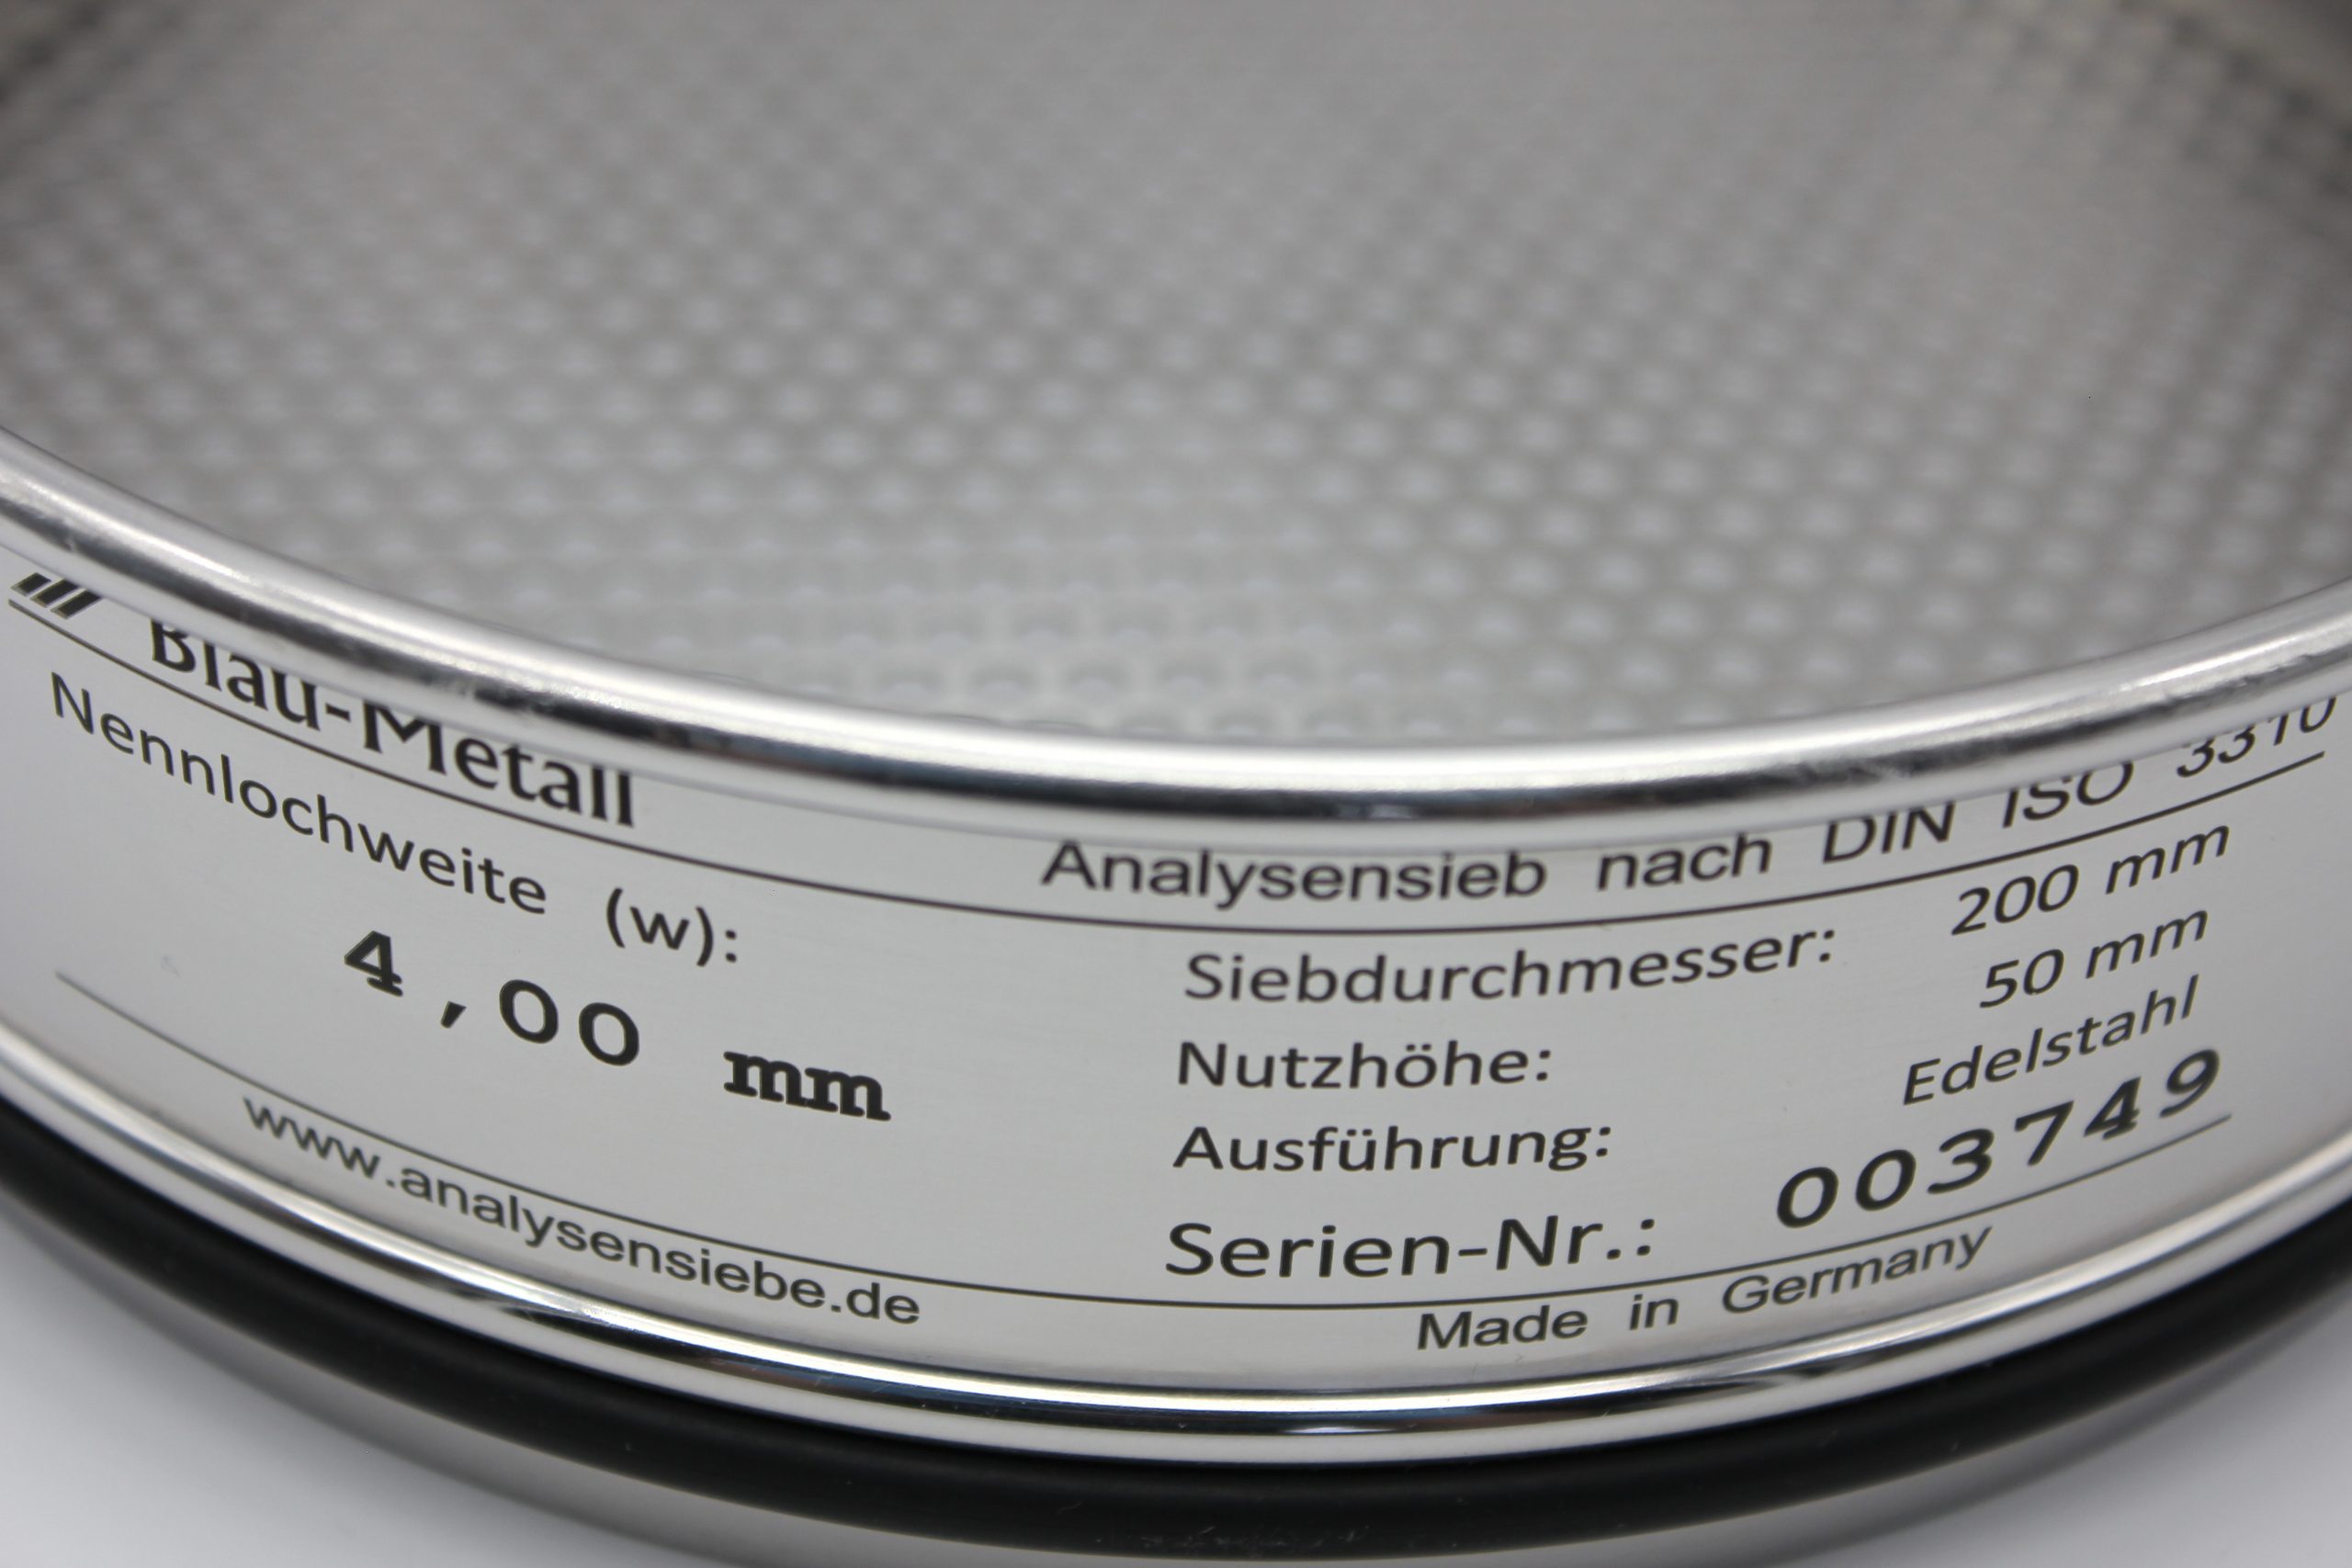 Blau-Metall
Analysensieb nach DIN ISO 3310
Nennlochweite (w):
4,00 mm
Siebdurchmesser: 200 mm
Nutzhöhe: 50 mm
Ausführung: Edelstahl
Serien-Nr.: 003749
www.analysensiebe.de
Made in Germany